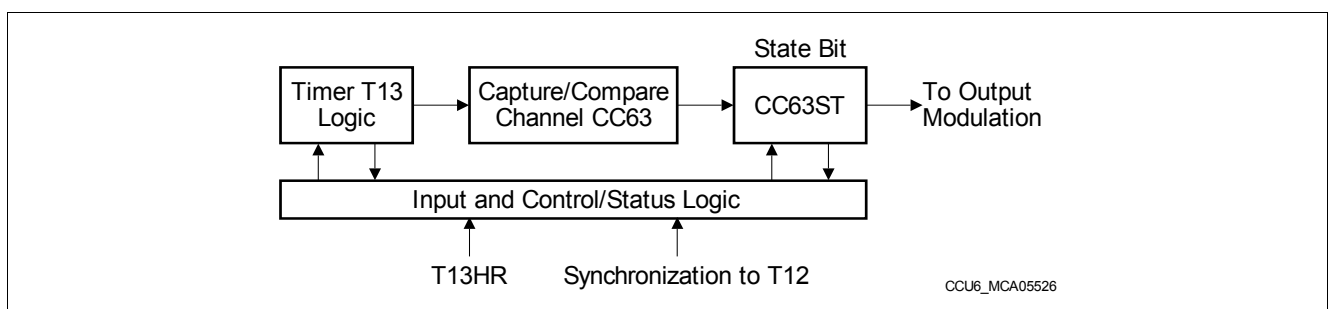 State Bit
Timer T13
Logic
Capture/Compare
Channel CC63
CC63ST
To Output
Modulation
Input and Control/Status Logic
T13HR
Synchronization to T12
CCU6_MCA05526